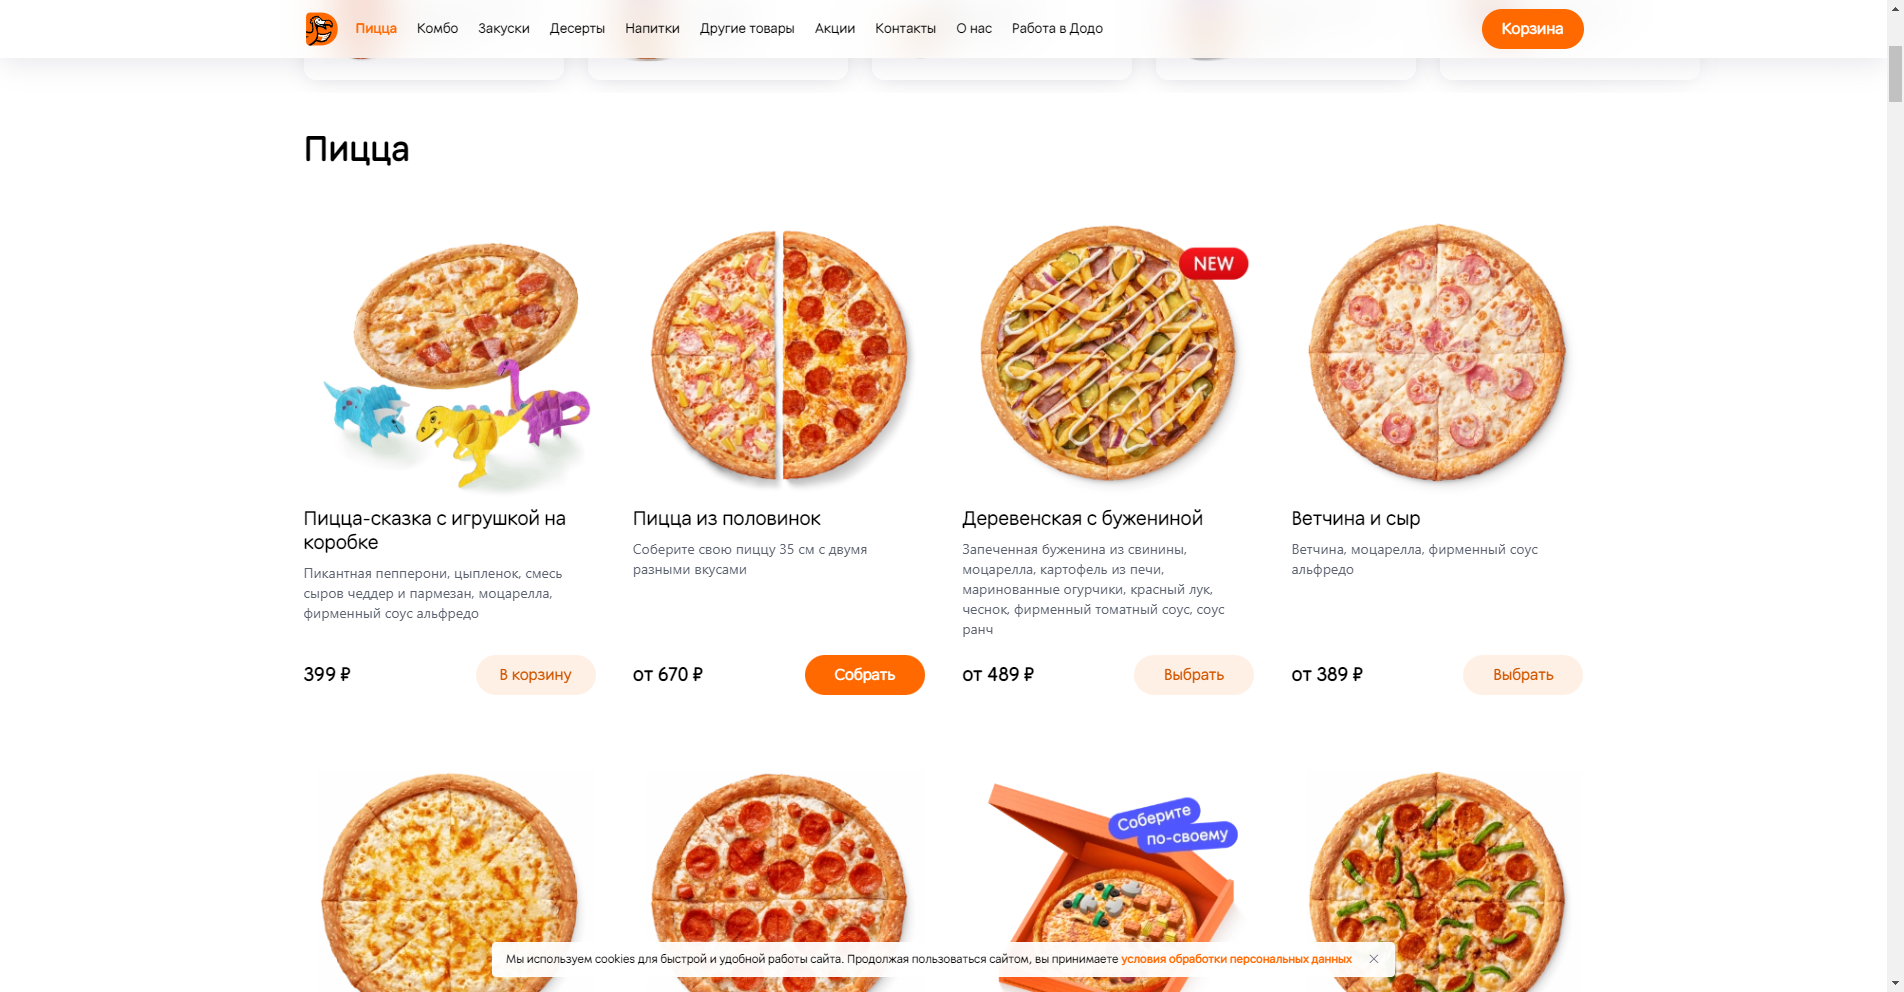 Пицца
Комбо
Закуски
Десерты
Напитки
Другие товары
Акции
Контакты
О нас
Работа в Додо
Корзина
Пицца
NEW
Пицца-сказка с игрушкой на
коробке
Пикантная пепперони, цыпленок, смесь
сыров чеддер и пармезан, моцарелла,
фирменный соус альфредо
399 ₽
В корзину
Пицца из половинок
Соберите свою пиццу 35 см с двумя
разными вкусами
от 670 ₽
Собрать
Деревенская с бужениной
Запеченная буженина из свинины,
моцарелла, картофель из печи,
маринованные огурчики, красный лук,
чеснок, фирменный томатный соус, соус
ранч
от 489 ₽
Выбрать
Ветчина и сыр
Ветчина, моцарелла, фирменный соус
альфредо
от 389 ₽
Выбрать
Соберите
по-своему
Мы используем cookies для быстрой и удобной работы сайта. Продолжая пользоваться сайтом, вы принимаете условия обработки персональных данных